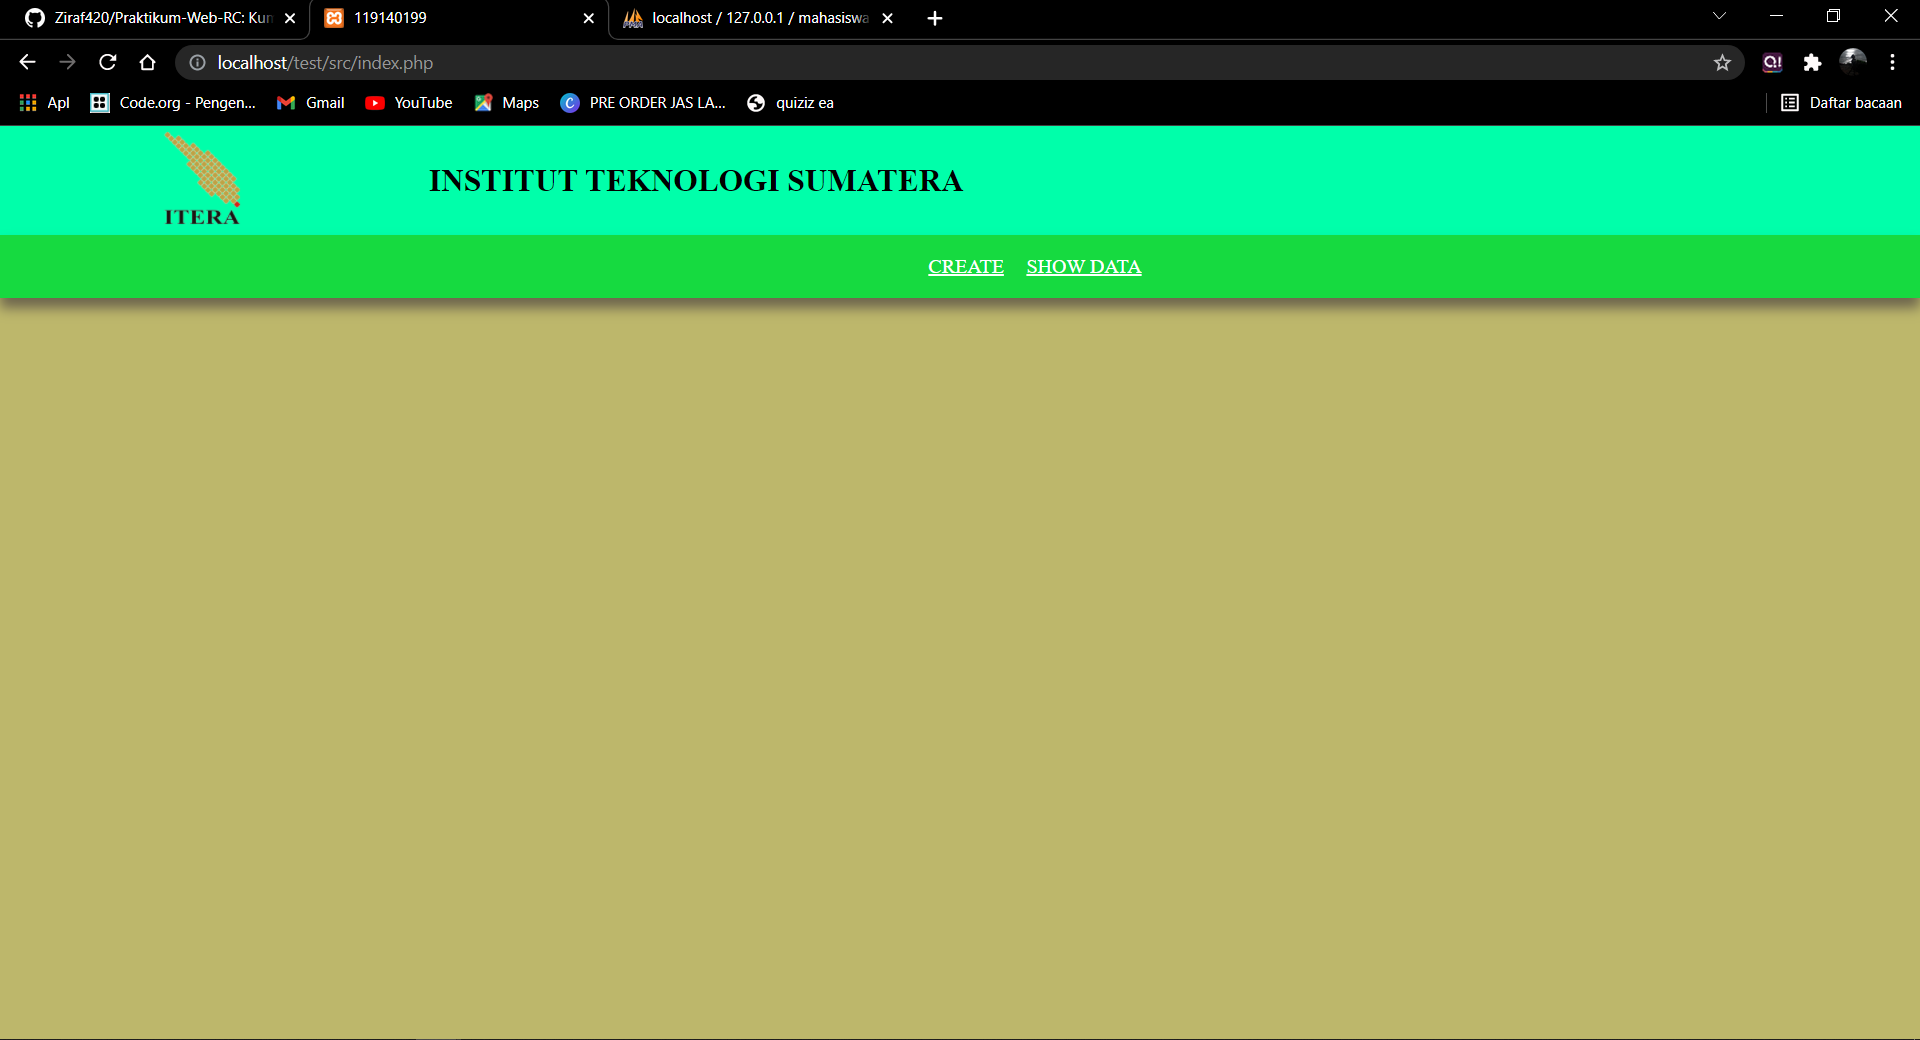 Ziraf420/Praktikum-Web-RC: Kun
119140199
localhost / 127.0.0.1 / mahasiswa
localhost/test/src/index.php
Apl
Code.org - Pengen...
Gmail
YouTube
Maps
PRE ORDER JAS LA...
quiziz ea
Daftar bacaan
ITERA
INSTITUT TEKNOLOGI SUMATERA
CREATE SHOW DATA